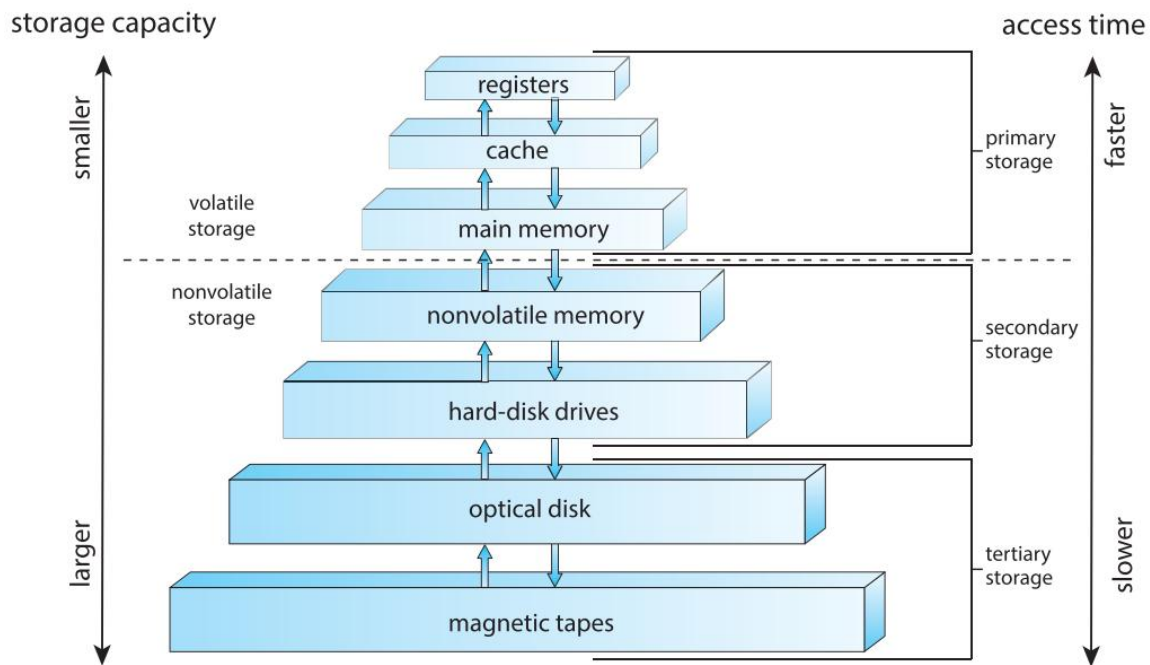 storage capacity
access time
smaller
faster
registers
cache
primary
storage
volatile
storage
main memory
nonvolatile
storage
nonvolatile memory
secondary
storage
hard-disk drives
optical disk
larger
slower
tertiary
storage
magnetic tapes